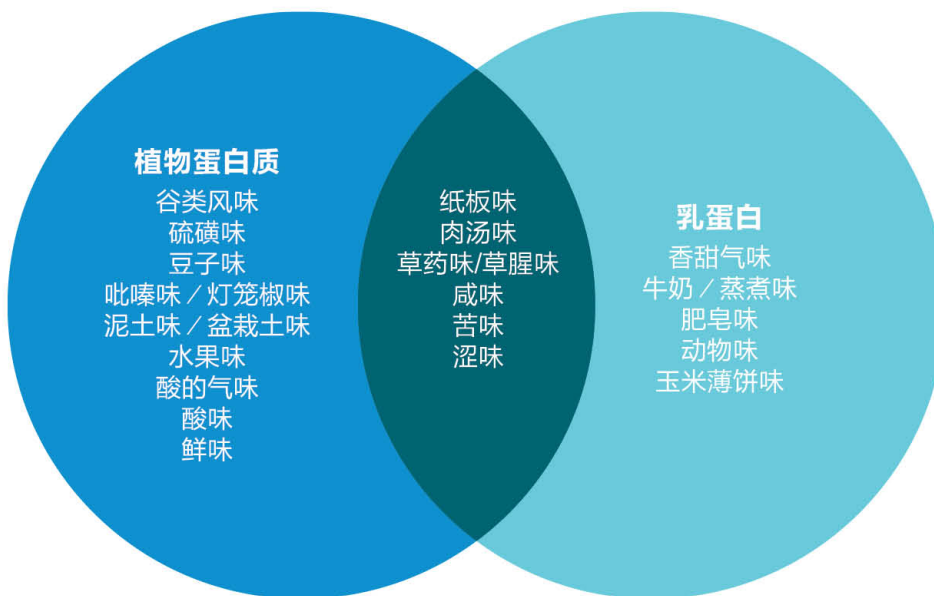 植物蛋白质
谷类风味
硫磺味
豆子味
吡嗪味／灯笼椒味
泥土味／盆栽土味
水果味
酸的气味
酸味
鲜味
纸板味
肉汤味
草药味/草腥味
咸味
苦味
涩味
乳蛋白
香甜气味
牛奶／蒸煮味
肥皂味
动物味
玉米薄饼味